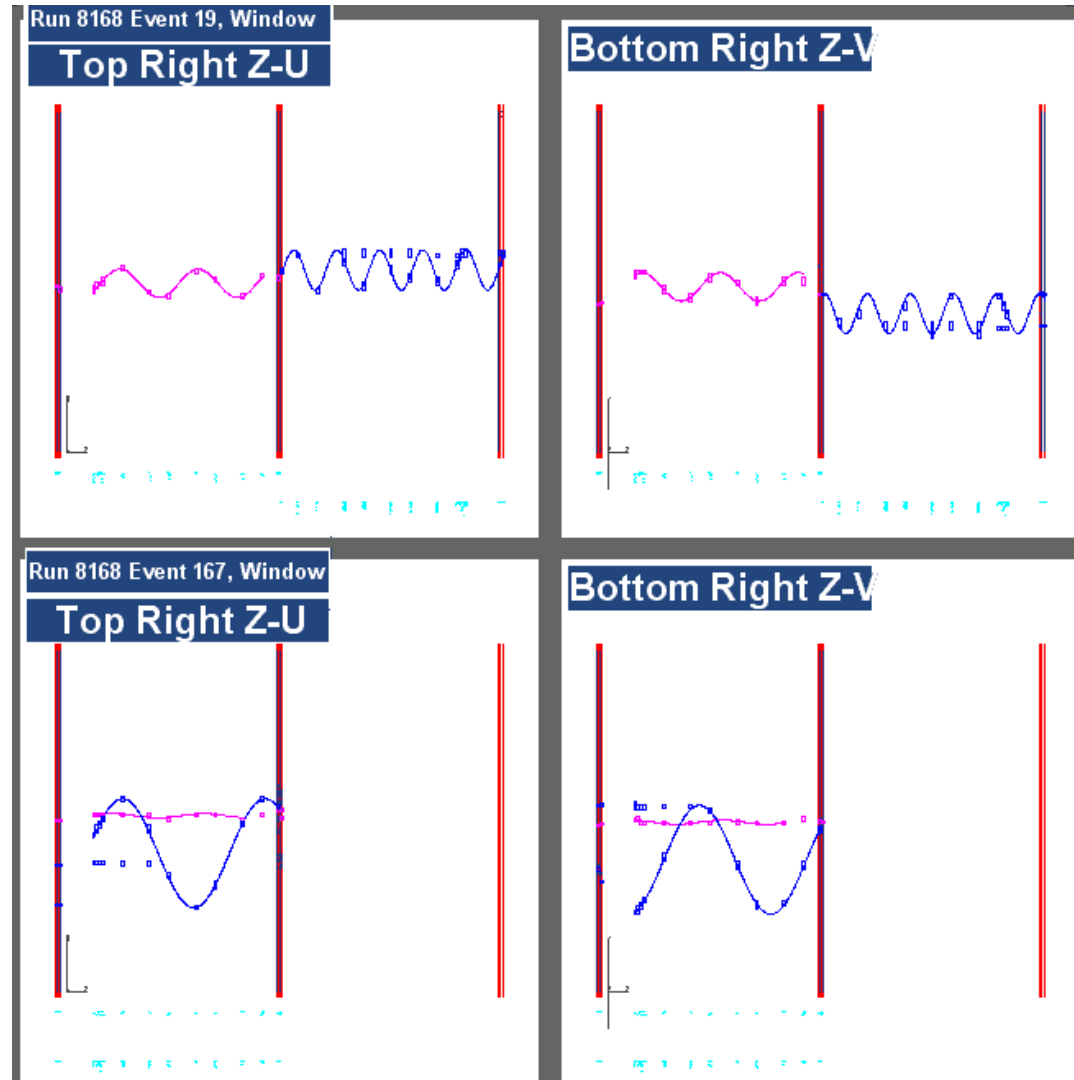 Run 8168 Event 19, Window
Top Right Z-U
Bottom Right Z-V
Run 8168 Event 167, Window
Top Right Z-U
Bottom Right Z-V